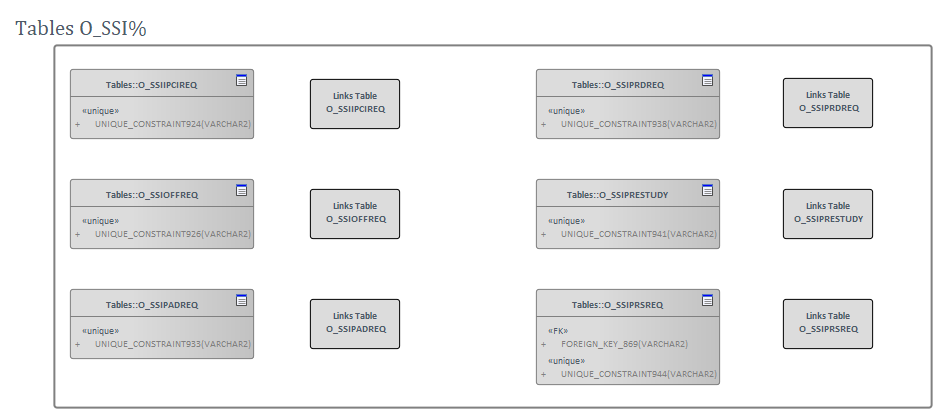 Tables O_SSI%
Tables::O_SSIIPCIREQ
«unique»
+ UNIQUE_CONSTRAINT924(VARCHAR2)
Links Table
O_SSIIPCIREQ
Tables::O_SSIPRDREQ
«unique»
+ UNIQUE_CONSTRAINT938(VARCHAR2)
Links Table
O_SSIPRDREQ
Tables::O_SSIOFFREQ
«unique»
+ UNIQUE_CONSTRAINT926(VARCHAR2)
Links Table
O_SSIOFFREQ
Tables::O_SSIPRESTUDY
«unique»
+ UNIQUE_CONSTRAINT941(VARCHAR2)
Links Table
O_SSIPRESTUDY
Tables::O_SSIPADREQ
«unique»
+ UNIQUE_CONSTRAINT933(VARCHAR2)
Links Table
O_SSIPADREQ
Tables::O_SSIPRSREQ
«FK»
+ FOREIGN_KEY_869(VARCHAR2)
«unique»
+ UNIQUE_CONSTRAINT944(VARCHAR2)
Links Table
O_SSIPRSREQ